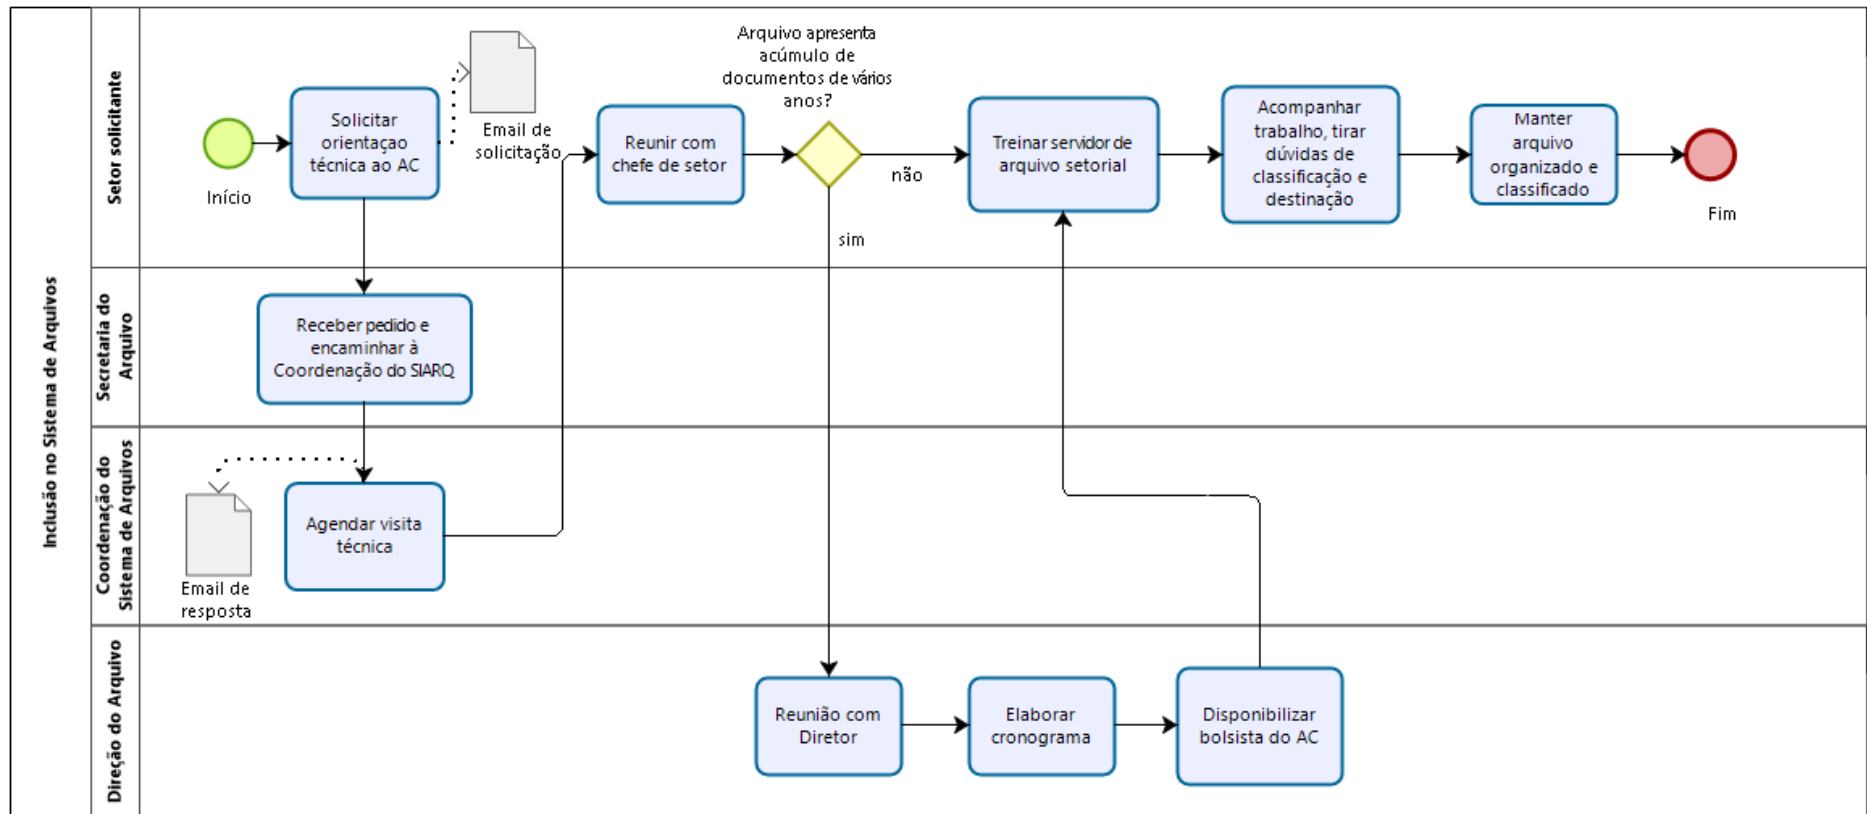 Inclusão no Sistema de Arquivos
Setor solicitante
Início
Solicitar
orientaçao
técnica ao AC
Email de
solicitação
Reunir com
chefe de setor
Arquivo apresenta
acúmulo de
documentos de vários
anos?
não
sim
Treinar servidor de
arquivo setorial
Acompanhar
trabalho, tirar
dúvidas de
classificação e
destinação
Manter
arquivo
organizado e
classificado
Fim
Secretaria do
Arquivo
Receber pedido e
encaminhar à
Coordenação do SIARQ
Coordenação do
Sistema de Arquivos
Email de
resposta
Agendar visita
técnica
Direção do Arquivo
Reunião com
Diretor
Elaborar
cronograma
Disponibilizar
bolsista do AC